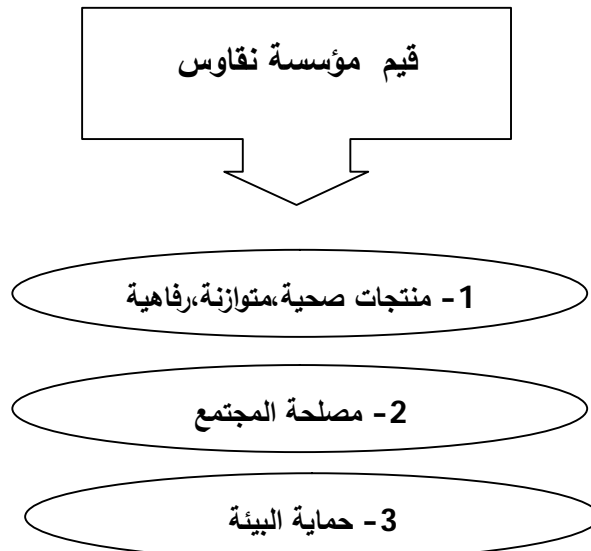 قيم مؤسسة نقاوس
1- منتجات صحية،متوازنة،رفاهية
2- مصلحة المجتمع
3- حماية البيئة